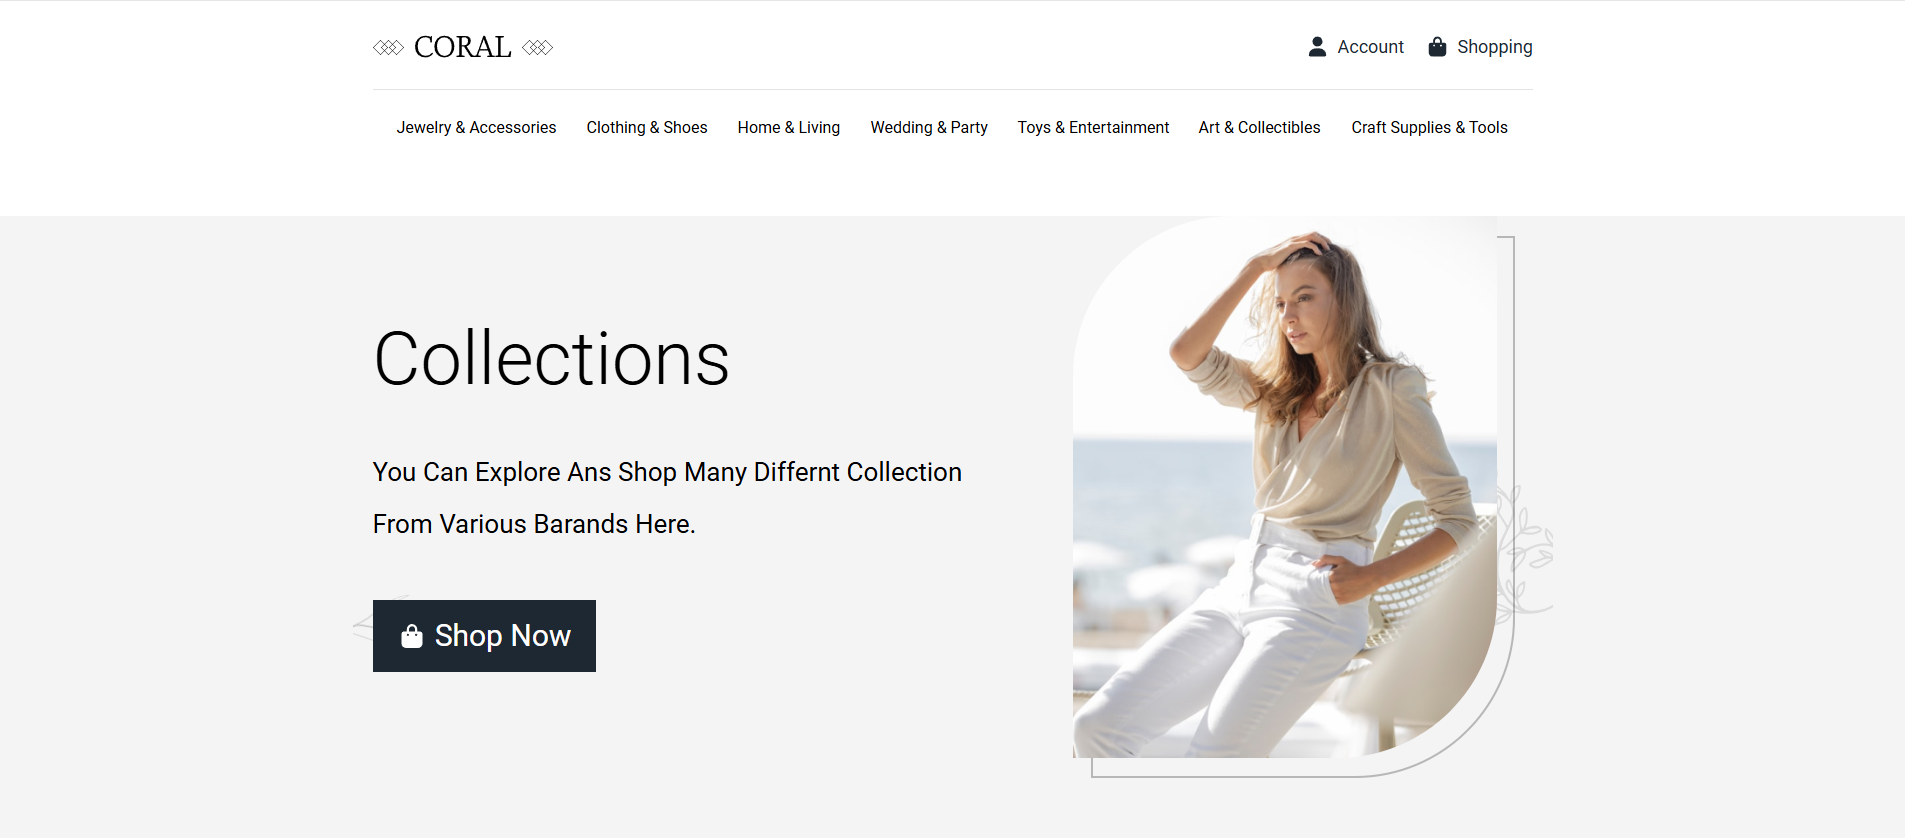 CORAL
Account
Shopping
Jewelry & Accessories
Clothing & Shoes
Home & Living
Wedding & Party
Toys & Entertainment
Art & Collectibles
Craft Supplies & Tools
Collections
You Can Explore Ans Shop Many Differnt Collection
From Various Barands Here.
Shop Now